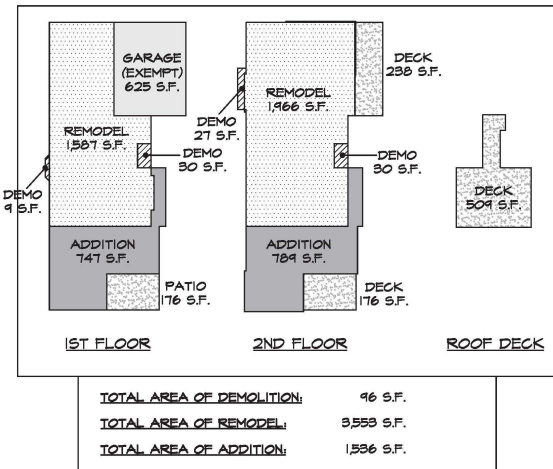 GARAGE
(EXEMPT)
625 S.F.
REMODEL
1,587 S.F.
DEMO
30 S.F.
DEMO
9 S.F.
ADDITION
747 S.F.
PATIO
176 S.F.
1ST FLOOR
DECK
238 S.F.
REMODEL
1,966 S.F.
DEMO
27 S.F.
DEMO
30 S.F.
ADDITION
789 S.F.
DECK
176 S.F.
2ND FLOOR
DECK
509 S.F.
ROOF DECK
TOTAL AREA OF DEMOLITION: 96 S.F.
TOTAL AREA OF REMODEL: 3,553 S.F.
TOTAL AREA OF ADDITION: 1,536 S.F.